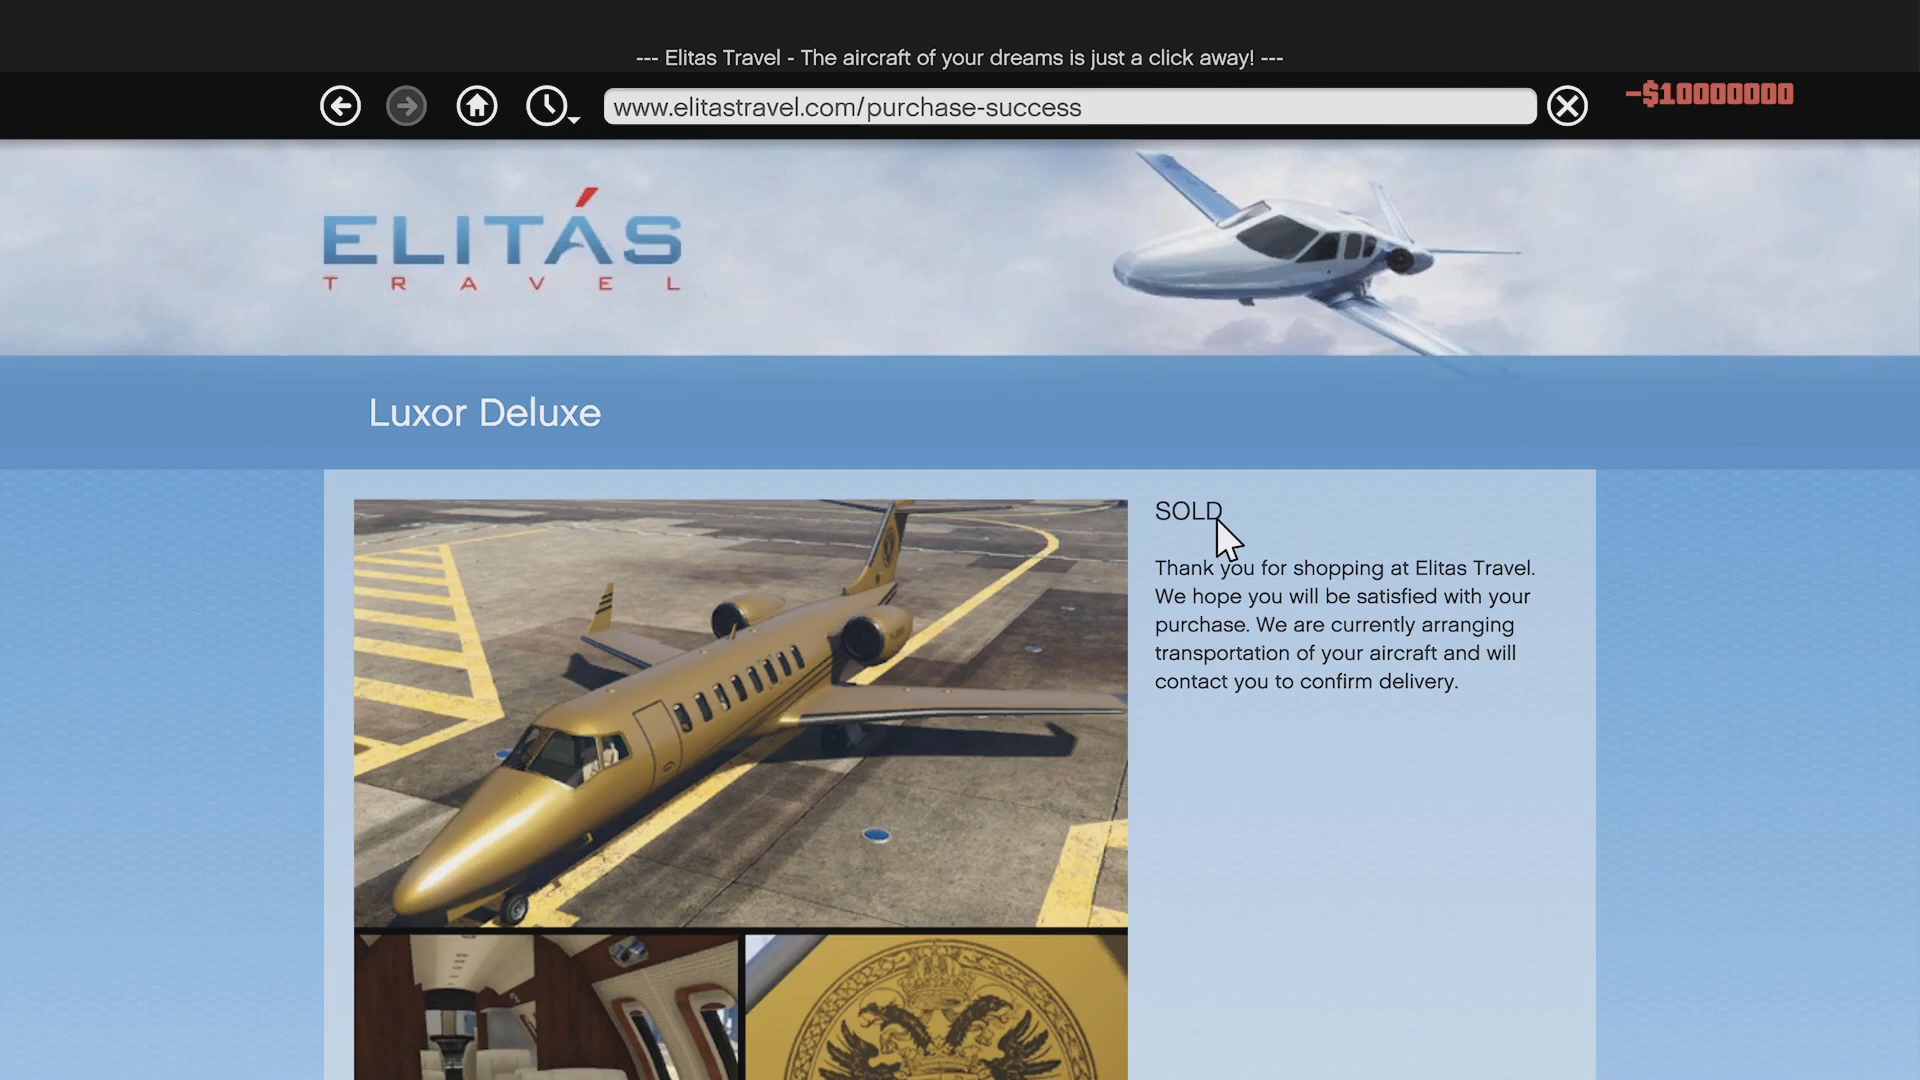 --- Elitas Travel - The aircraft of your dreams is just a click away! ---
www.elitastravel.com/purchase-success
-$10000000
ELITÁS
TRAVEL
Luxor Deluxe
SOLD
Thank you for shopping at Elitas Travel.
We hope you will be satisfied with your
purchase. We are currently arranging
transportation of your aircraft and will
contact you to confirm delivery.